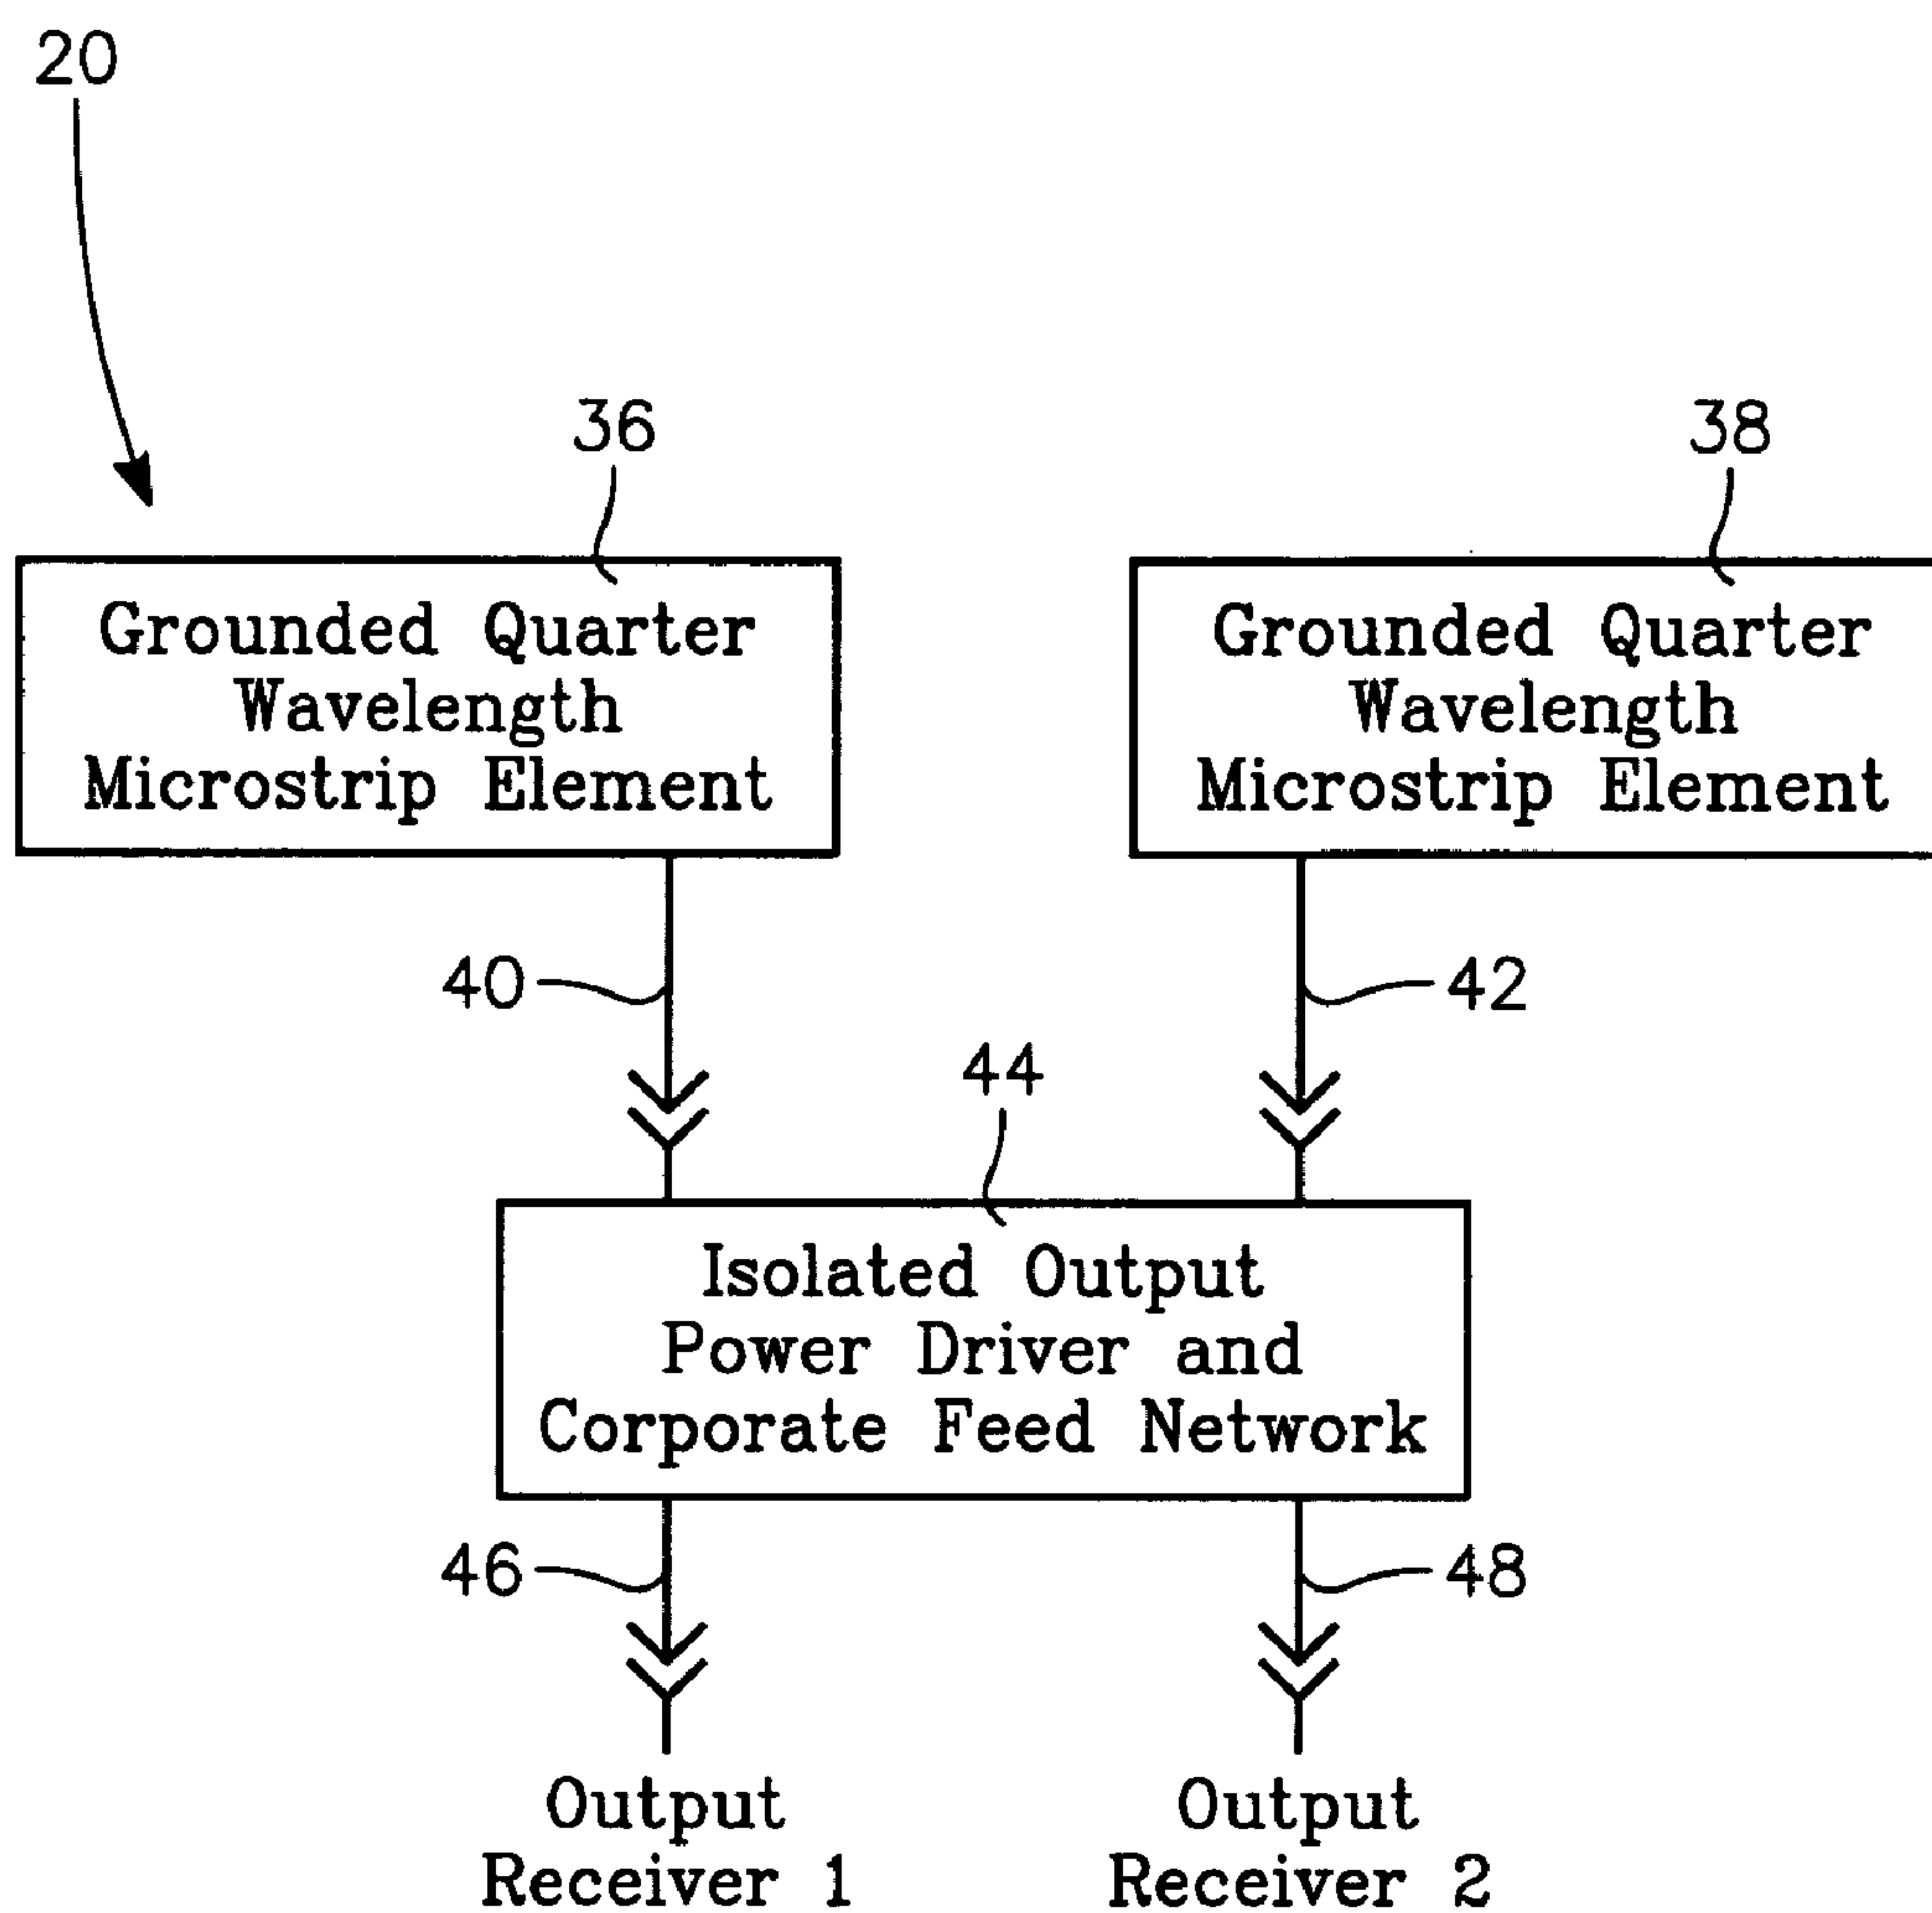 20
36
38
Grounded Quarter
Wavelength
Microstrip Element
Grounded Quarter
Wavelength
Microstrip Element
40
42
44
Isolated Output
Power Driver and
Corporate Feed Network
46
48
Output
Receiver 1
Output
Receiver 2